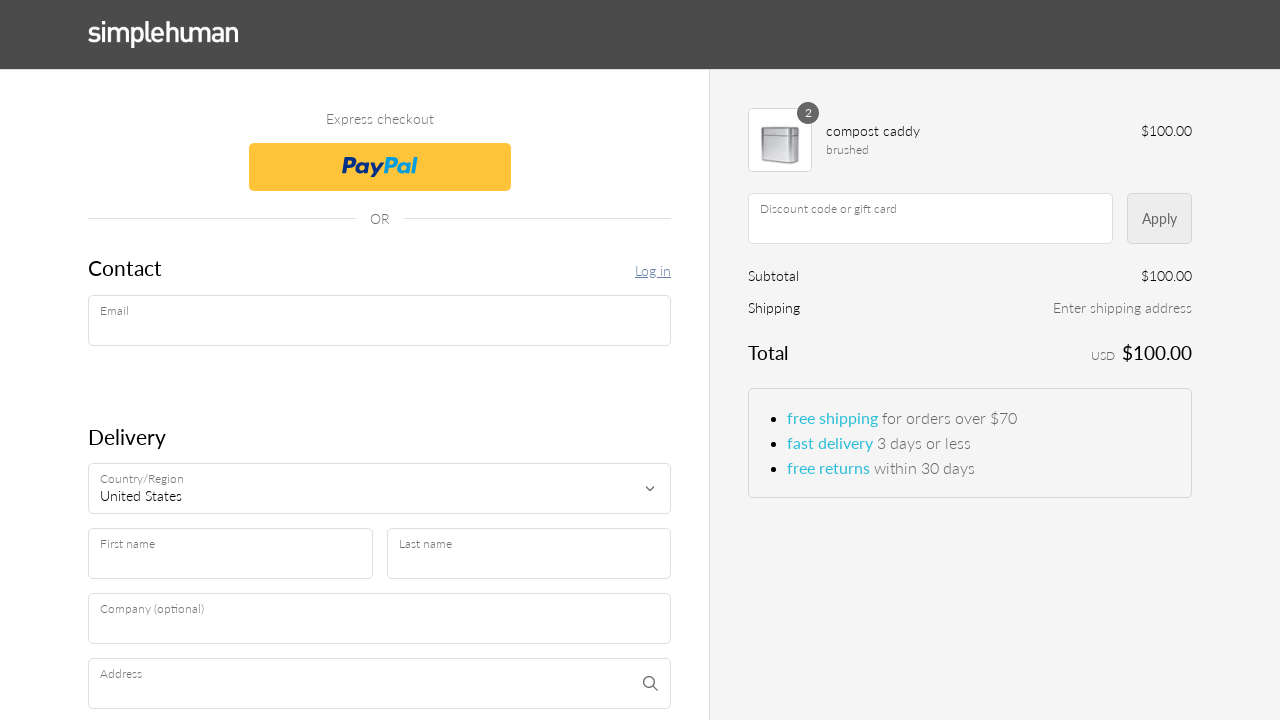 simplehuman
Express checkout
PayPal
OR
Contact
Log in
Email
Delivery
Country/Region
United States
First name
Last name
Company (optional)
Address
2
compost caddy
$100.00
brushed
Discount code or gift card
Apply
Subtotal
$100.00
Shipping
Enter shipping address
Total
USD $100.00
free shipping for orders over $70
fast delivery 3 days or less
free returns within 30 days